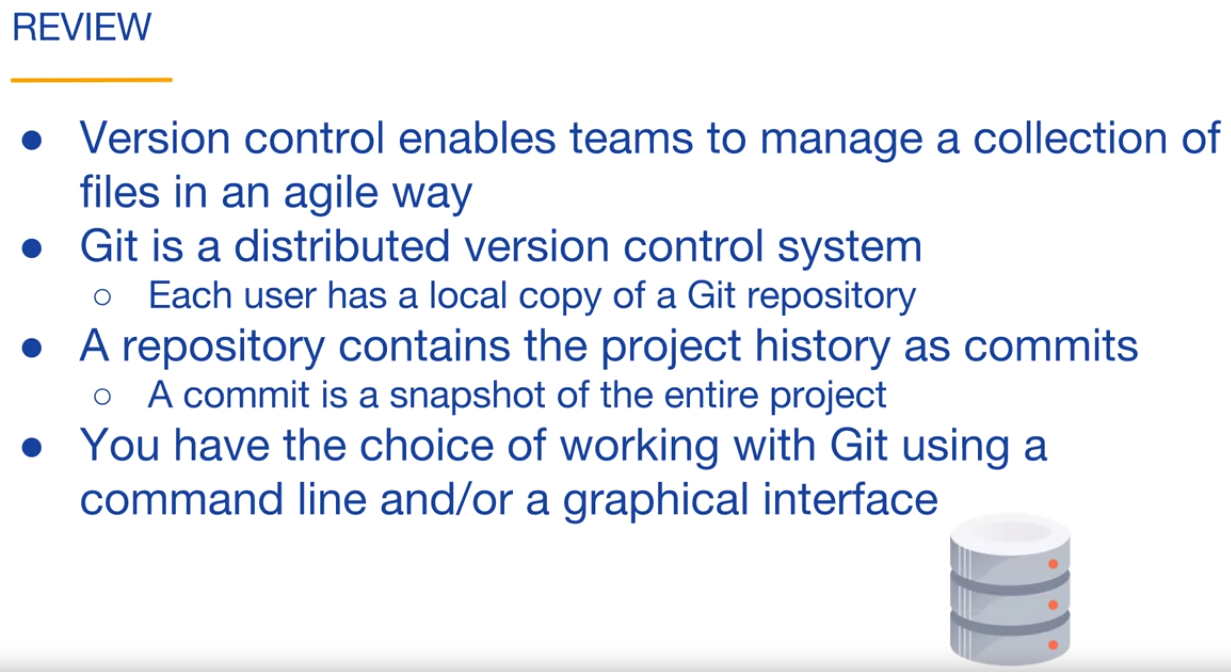 REVIEW
● Version control enables teams to manage a collection of
files in an agile way
● Git is a distributed version control system
○ Each user has a local copy of a Git repository
● A repository contains the project history as commits
○ A commit is a snapshot of the entire project
● You have the choice of working with Git using a
command line and/or a graphical interface